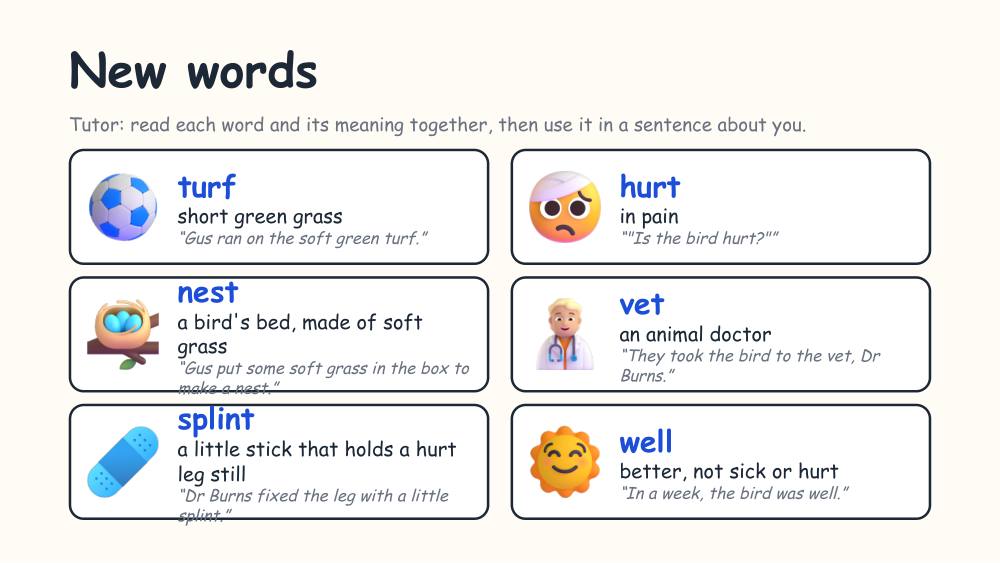 New words
Tutor: read each word and its meaning together, then use it in a sentence about you.
turf
short green grass
“Gus ran on the soft green turf.”
hurt
in pain
“"Is the bird hurt?"”
nest
a bird's bed, made of soft
grass
“Gus put some soft grass in the box to
make a nest.”
vet
an animal doctor
“They took the bird to the vet, Dr
Burns.”
splint
a little stick that holds a hurt
leg still
“Dr Burns fixed the leg with a little
splint.”
well
better, not sick or hurt
“In a week, the bird was well.”